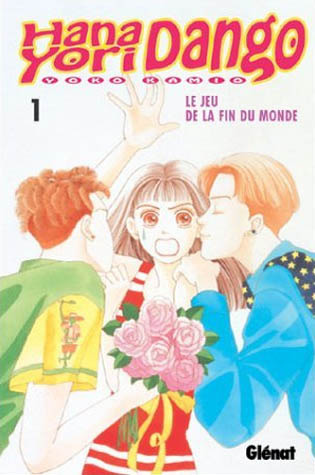 Hana
Yori Dango
YOKO KAMIO
1
LE JEU
DE LA FIN DU MONDE
Glénat